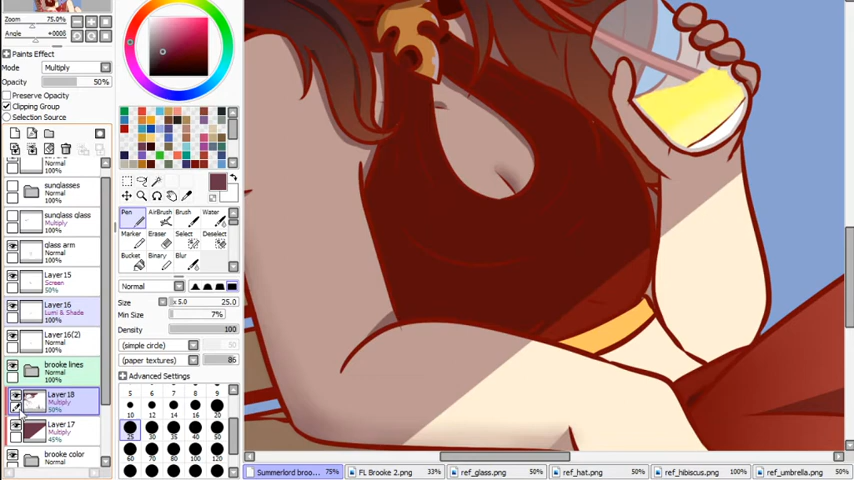 Zoom 75.0%
Angle +000°
Paints Effect
Mode Multiply
Opacity 50%
Preserve Opacity
Clipping Group
Selection Source
Normal
100%
sunglasses
Normal
100%
sunglass glass
Multiply
100%
glass arm
Normal
100%
Layer15
Screen
50%
Layer16
Lumi & Shade
100%
Layer16(2)
Normal
100%
brooke lines
Normal
100%
Layer18
Multiply
50%
Layer17
Multiply
45%
brooke color
Normal
Pen AirBrush Brush Water
Marker Eraser Select Deselect
Bucket Binary Blur
Normal
Size x 5.0 25.0
Min Size 7%
Density 100
(simple circle)
(paper textures) 86
Advanced Settings
5 6 7 8 9
10 12 14 16 20
25 30 35 40 50
60 70 80 100 120
Summerlord broo... 75%
FL Brooke 2.png 33%
ref_glass.png 50%
ref_hat.png 50%
ref_hibiscus.png 100%
ref_umbrella.png 50%